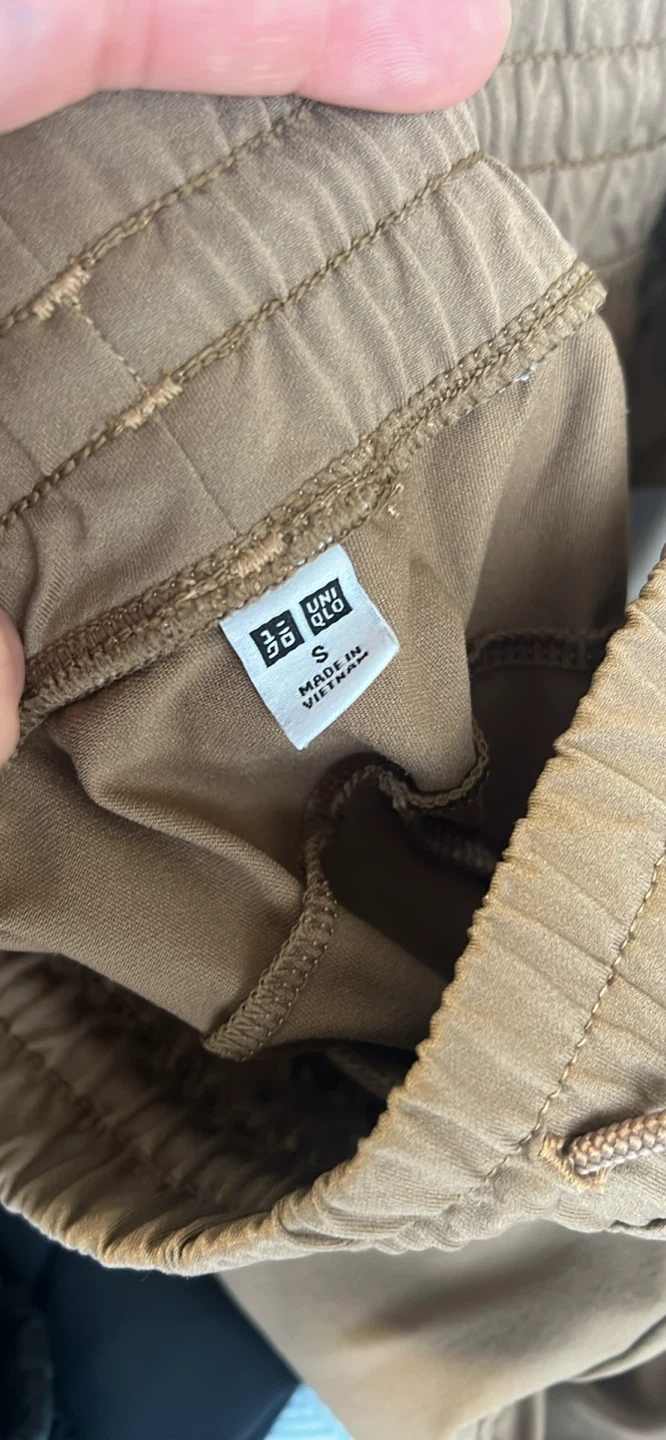 ユニ UNI
クロ QLO
S
MADE IN
VIETNAM